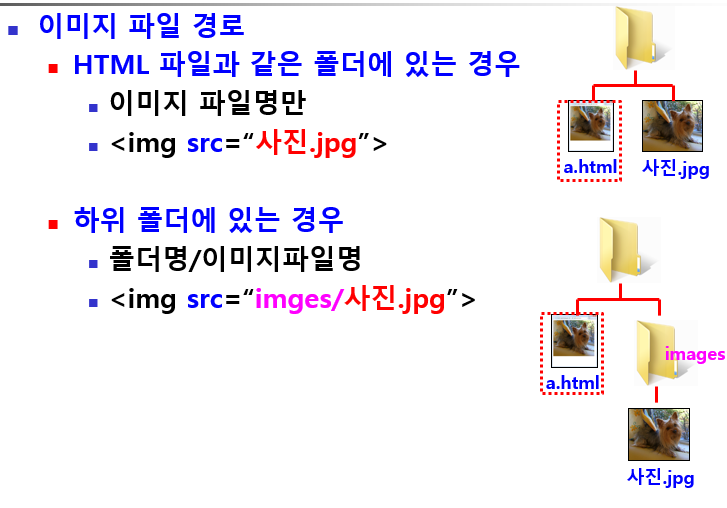 이미지 파일 경로
HTML 파일과 같은 폴더에 있는 경우
이미지 파일명만
<img src=“사진.jpg”>
a.html
사진.jpg
하위 폴더에 있는 경우
폴더명/이미지파일명
<img src=“imges/사진.jpg”>
images
a.html
사진.jpg